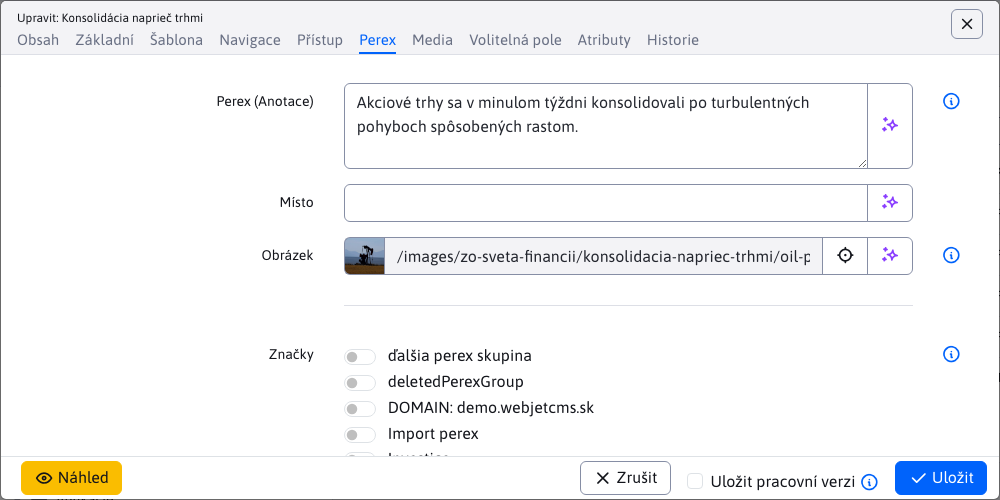 Upravit: Konsolidácia naprieč trhmi
Obsah Základní Šablona Navigace Přístup Perex Media Volitelná pole Atributy Historie
Perex (Anotace)
Akciové trhy sa v minulom týždni konsolidovali po turbulentných
pohyboch spôsobených rastom.
Místo
Obrázek
/images/zo-sveta-financii/konsolidacia-napriec-trhmi/oil-p
Značky
ďalšia perex skupina
deletedPerexGroup
DOMAIN: demo.webjetcms.sk
Import perex
Náhled
Zrušit
Uložit pracovní verzi
Uložit